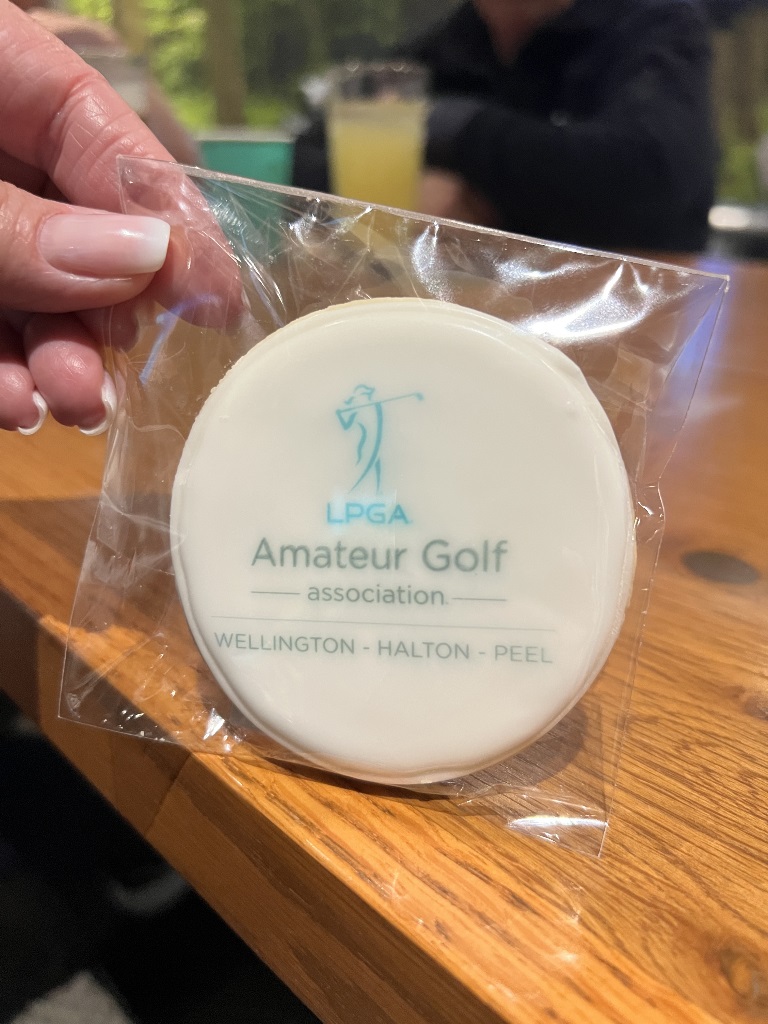 LPGA
Amateur Golf
association
WELLINGTON - HALTON - PEEL